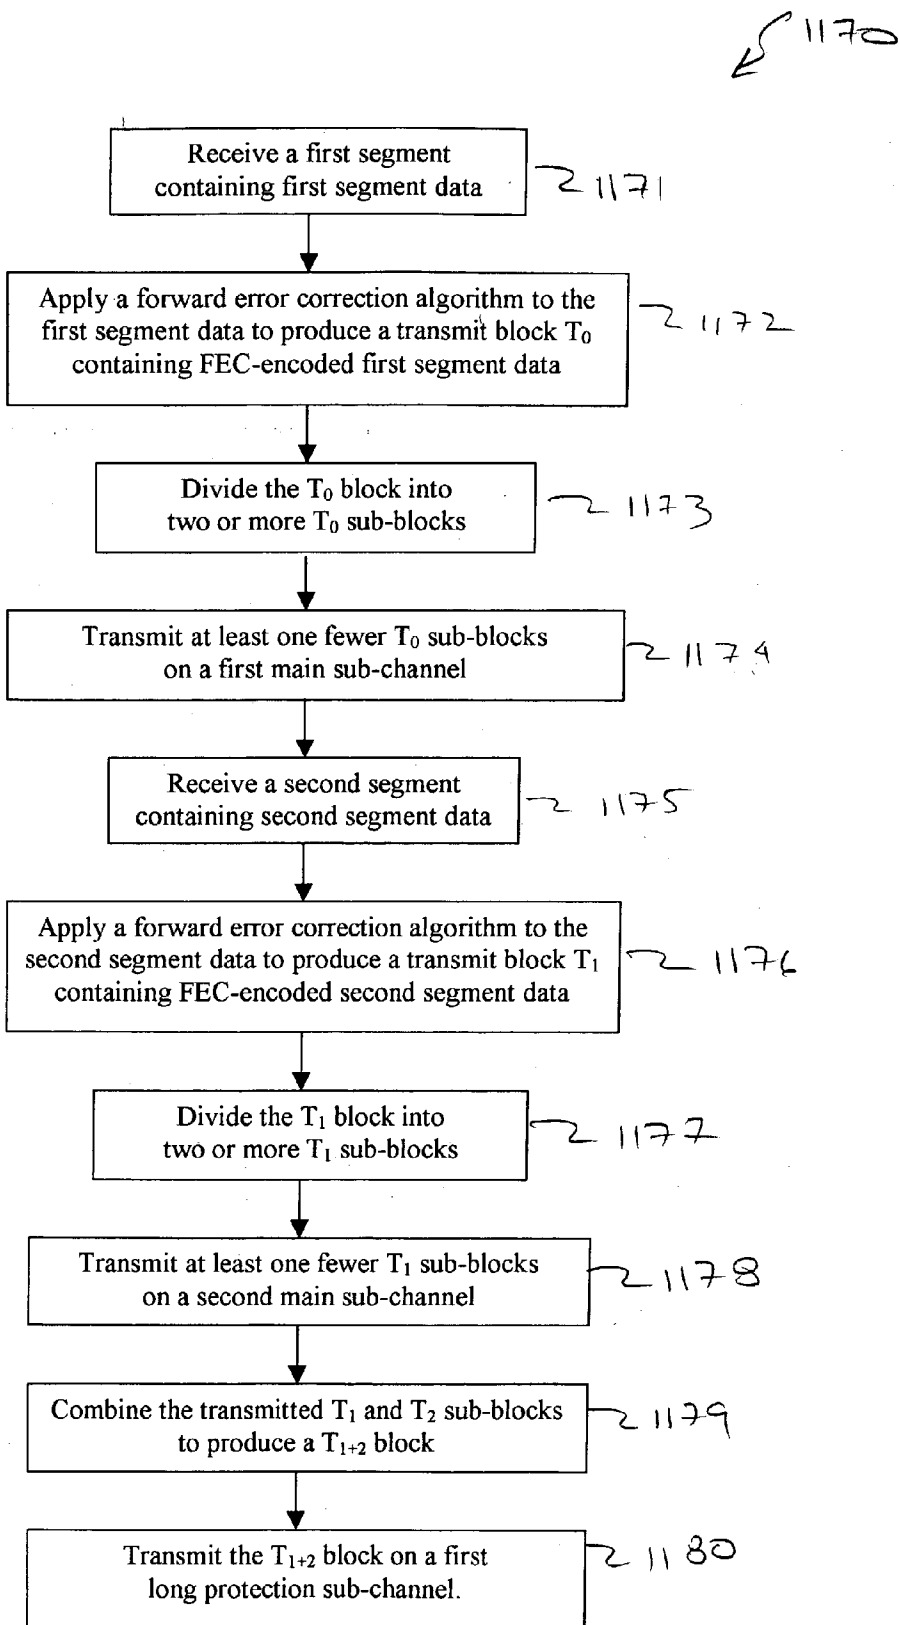 1170
Receive a first segment
containing first segment data
1171
Apply a forward error correction algorithm to the
first segment data to produce a transmit block T0
containing FEC-encoded first segment data
1172
Divide the T0 block into
two or more T0 sub-blocks
1173
Transmit at least one fewer T0 sub-blocks
on a first main sub-channel
1174
Receive a second segment
containing second segment data
1175
Apply a forward error correction algorithm to the
second segment data to produce a transmit block T1
containing FEC-encoded second segment data
1176
Divide the T1 block into
two or more T1 sub-blocks
1177
Transmit at least one fewer T1 sub-blocks
on a second main sub-channel
1178
Combine the transmitted T1 and T2 sub-blocks
to produce a T1+2 block
1179
Transmit the T1+2 block on a first
long protection sub-channel.
1180